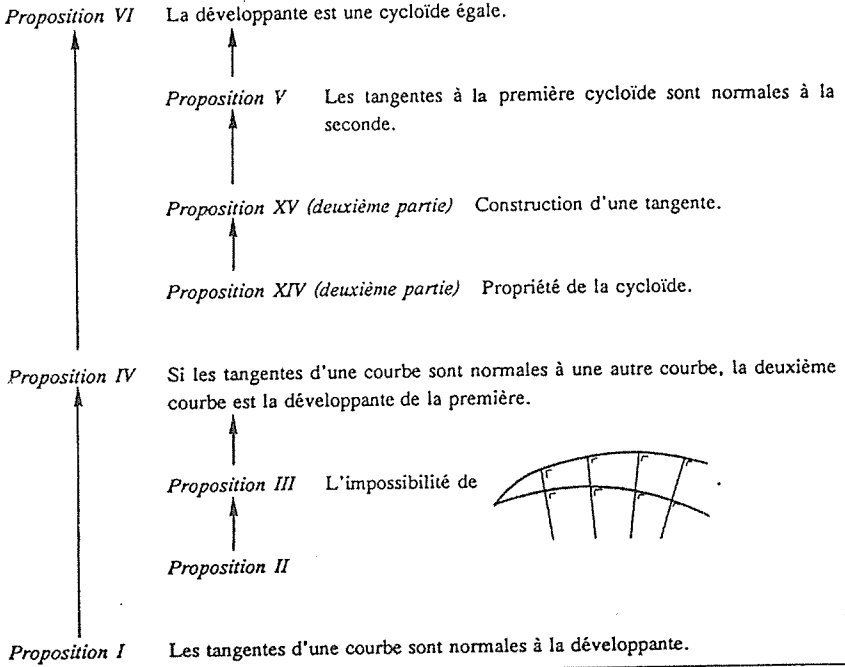 Proposition VI La développante est une cycloïde égale.
Proposition V Les tangentes à la première cycloïde sont normales à la
seconde.
Proposition XV (deuxième partie) Construction d'une tangente.
Proposition XIV (deuxième partie) Propriété de la cycloïde.
Proposition IV Si les tangentes d'une courbe sont normales à une autre courbe, la deuxième
courbe est la développante de la première.
Proposition III L'impossibilité de .
Proposition II
Proposition I Les tangentes d'une courbe sont normales à la développante.